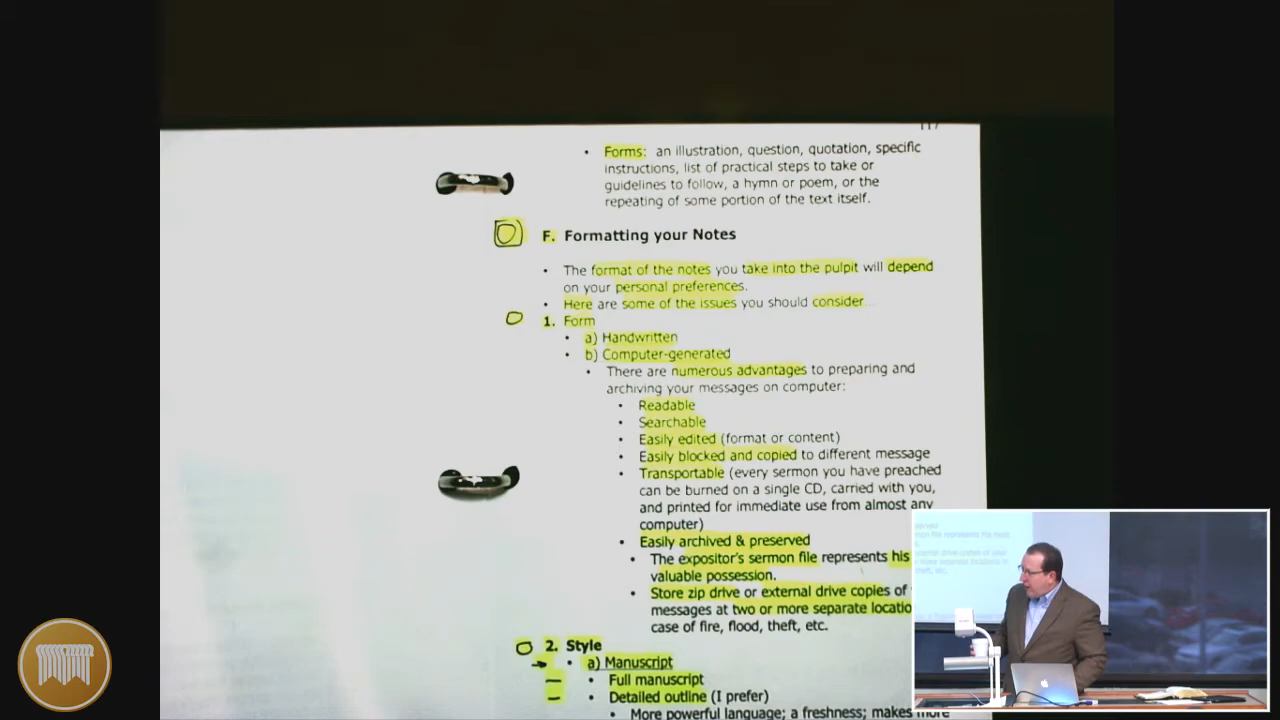 • Forms: an illustration, question, quotation, specific
instructions, list of practical steps to take or
guidelines to follow, a hymn or poem, or the
repeating of some portion of the text itself.
F. Formatting your Notes
• The format of the notes you take into the pulpit will depend
on your personal preferences.
• Here are some of the issues you should consider...
1. Form
• a) Handwritten
• b) Computer-generated
• There are numerous advantages to preparing and
archiving your messages on computer:
• Readable
• Searchable
• Easily edited (format or content)
• Easily blocked and copied to different message
• Transportable (every sermon you have preached
can be burned on a single CD, carried with you,
and printed for immediate use from almost any
computer)
• Easily archived & preserved
• The expositor's sermon file represents his
valuable possession.
• Store zip drive or external drive copies of
messages at two or more separate
case of fire, flood, theft, etc.
2. Style
• a) Manuscript
• Full manuscript
• Detailed outline (I prefer)
• More powerful language; a freshness; makes more